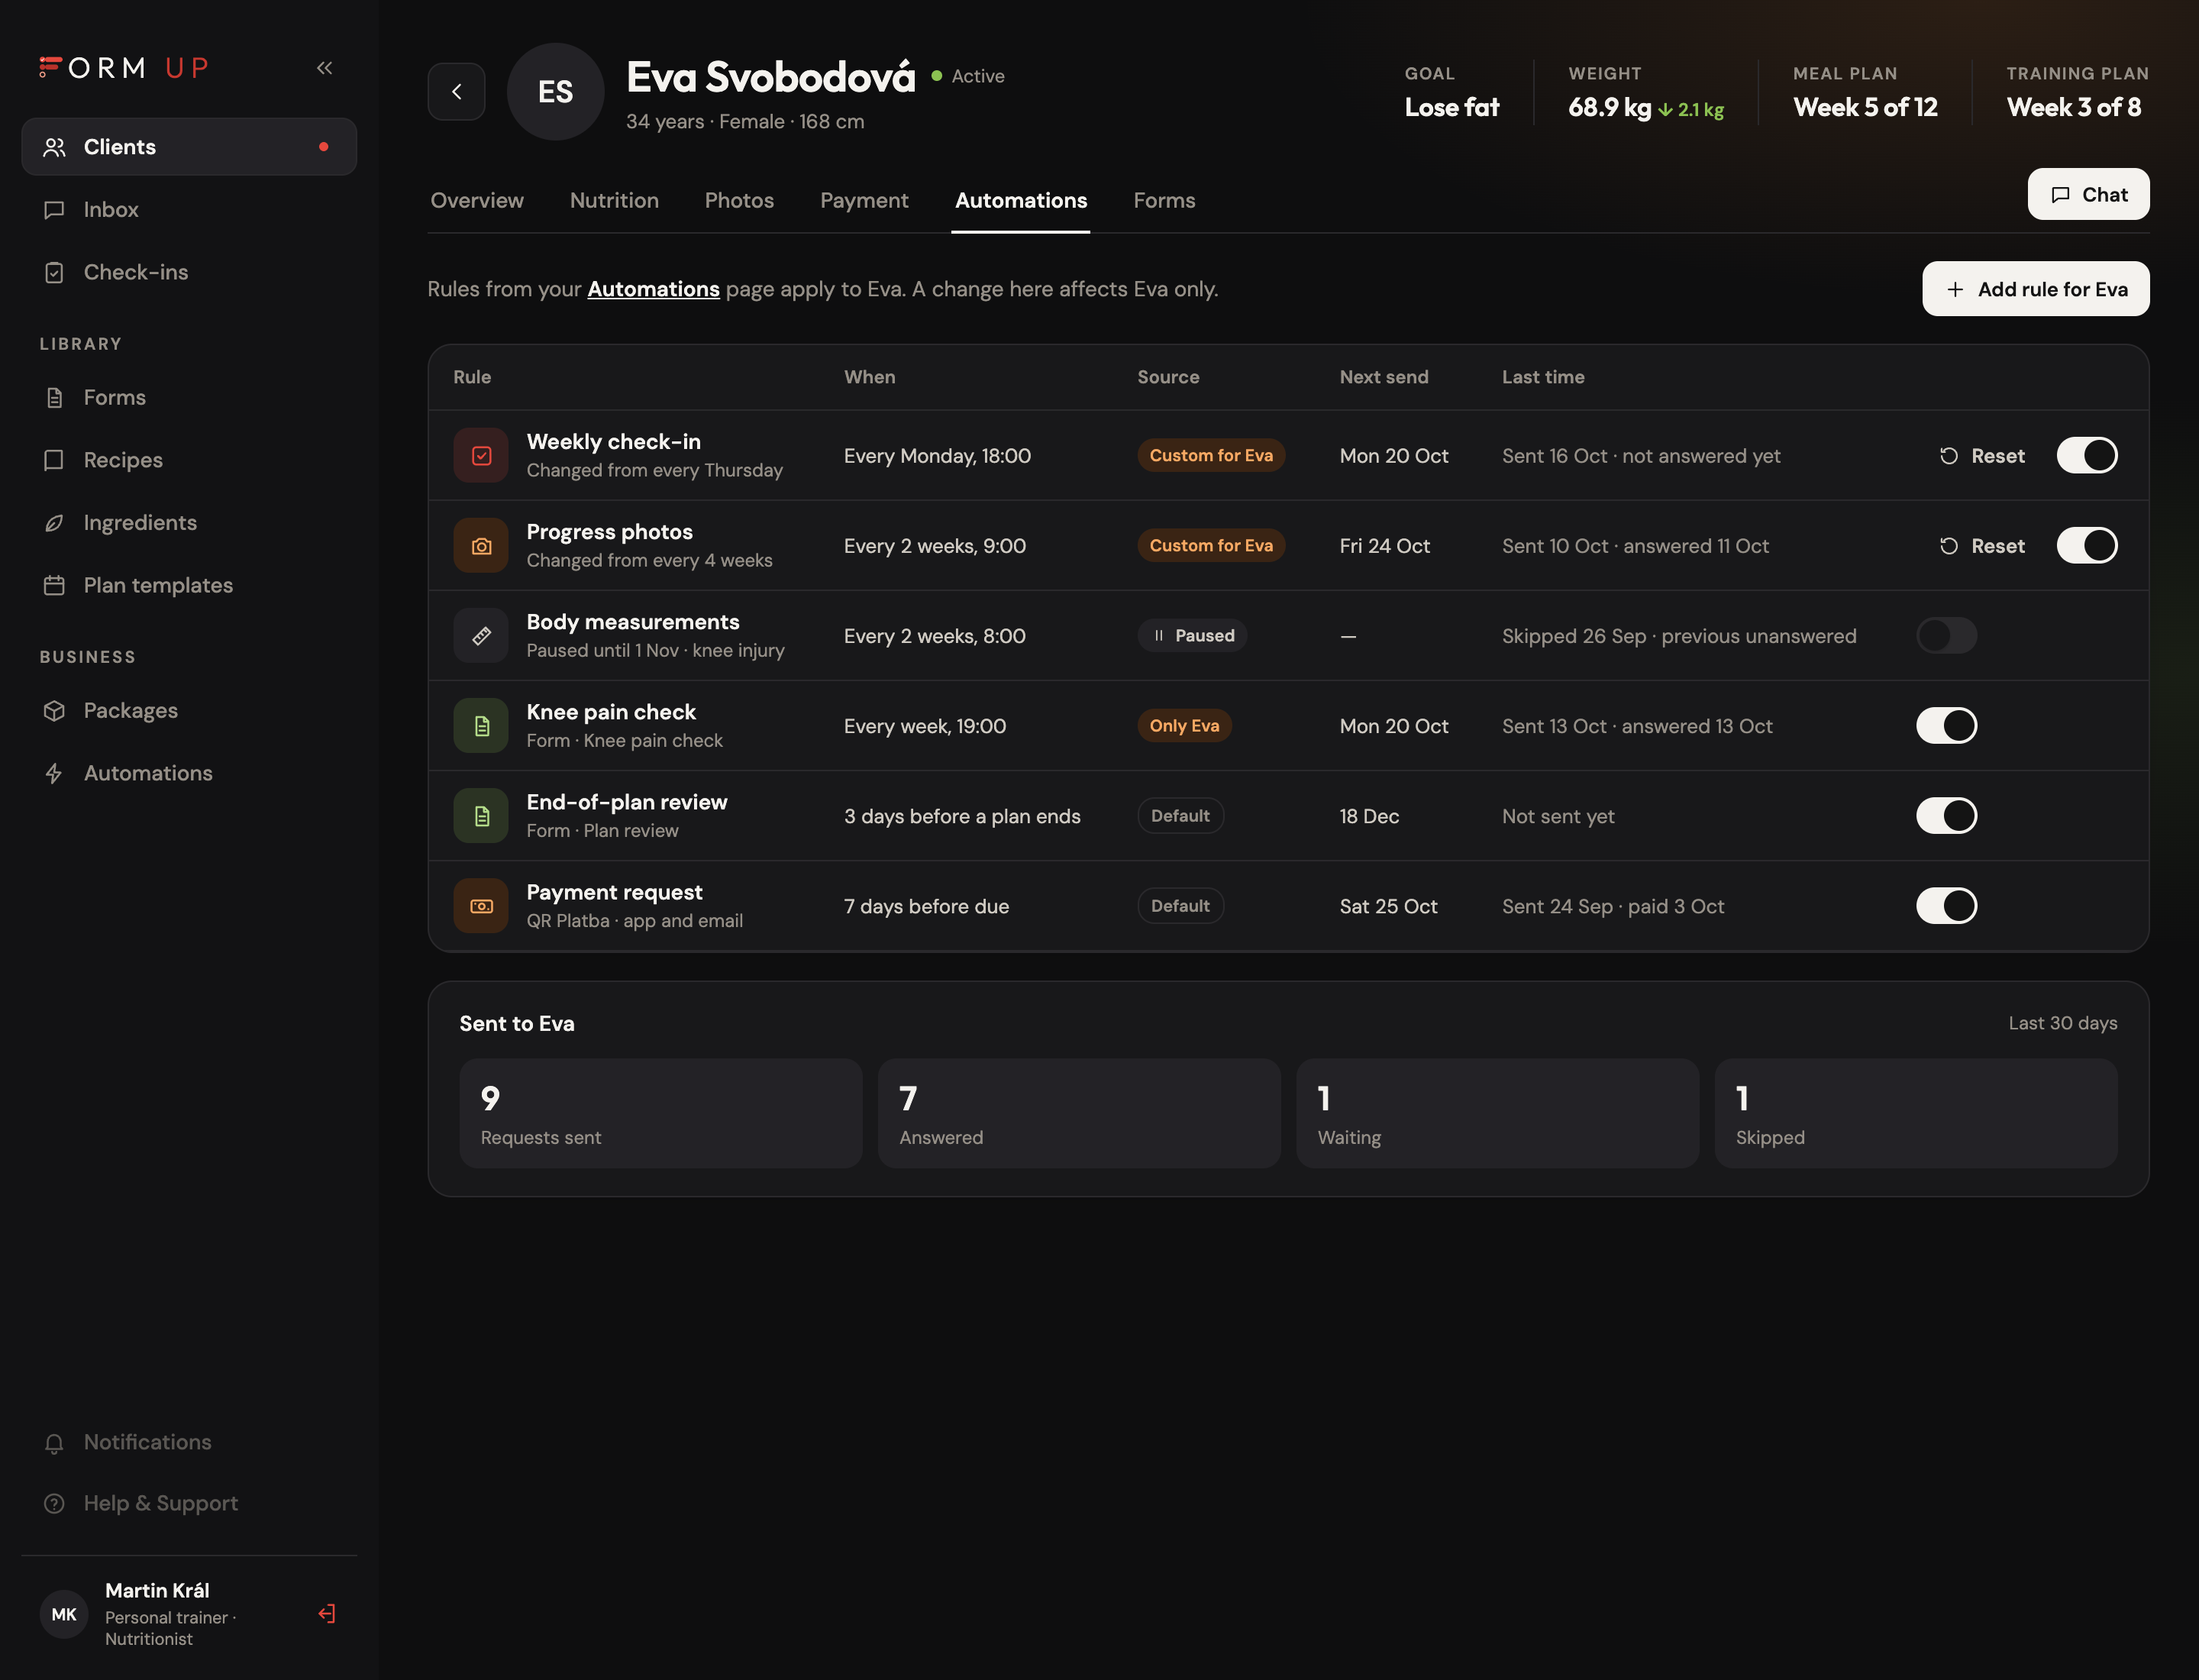 FORM UP
Clients
Inbox
Check-ins
LIBRARY
Forms
Recipes
Ingredients
Plan templates
BUSINESS
Packages
Automations
Notifications
Help & Support
MK
Martin Král
Personal trainer ·
Nutritionist
ES
Eva Svobodová
Active
34 years · Female · 168 cm
GOAL
Lose fat
WEIGHT
68.9 kg ↓ 2.1 kg
MEAL PLAN
Week 5 of 12
TRAINING PLAN
Week 3 of 8
Overview Nutrition Photos Payment Automations Forms
Chat
Rules from your Automations page apply to Eva. A change here affects Eva only.
Add rule for Eva
Rule When Source Next send Last time
Weekly check-in
Changed from every Thursday
Every Monday, 18:00
Custom for Eva
Mon 20 Oct
Sent 16 Oct · not answered yet
Reset
Progress photos
Changed from every 4 weeks
Every 2 weeks, 9:00
Custom for Eva
Fri 24 Oct
Sent 10 Oct · answered 11 Oct
Reset
Body measurements
Paused until 1 Nov · knee injury
Every 2 weeks, 8:00
Paused
—
Skipped 26 Sep · previous unanswered
Knee pain check
Form · Knee pain check
Every week, 19:00
Only Eva
Mon 20 Oct
Sent 13 Oct · answered 13 Oct
End-of-plan review
Form · Plan review
3 days before a plan ends
Default
18 Dec
Not sent yet
Payment request
QR Platba · app and email
7 days before due
Default
Sat 25 Oct
Sent 24 Sep · paid 3 Oct
Sent to Eva
Last 30 days
9
Requests sent
7
Answered
1
Waiting
1
Skipped